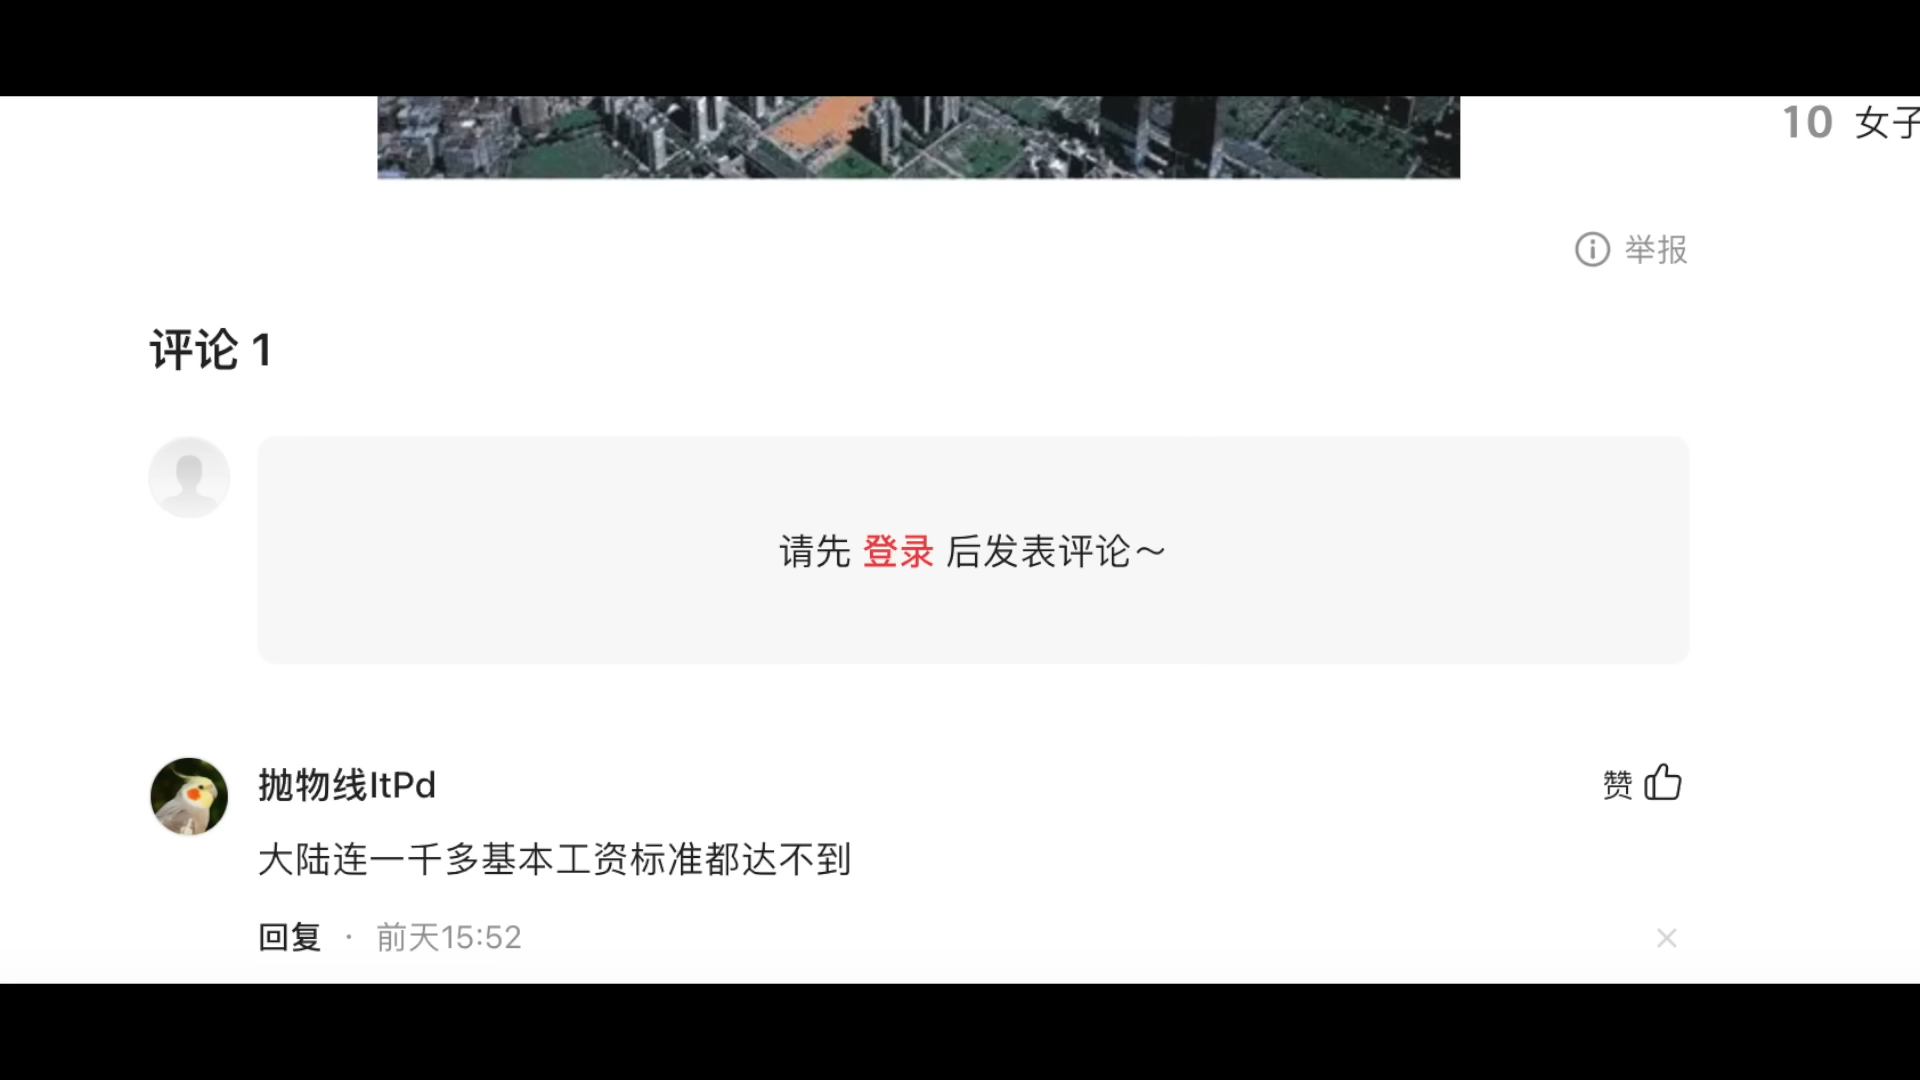 10 女子
举报
评论 1
请先 登录 后发表评论～
抛物线ItPd
赞
大陆连一千多基本工资标准都达不到
回复 · 前天15:52